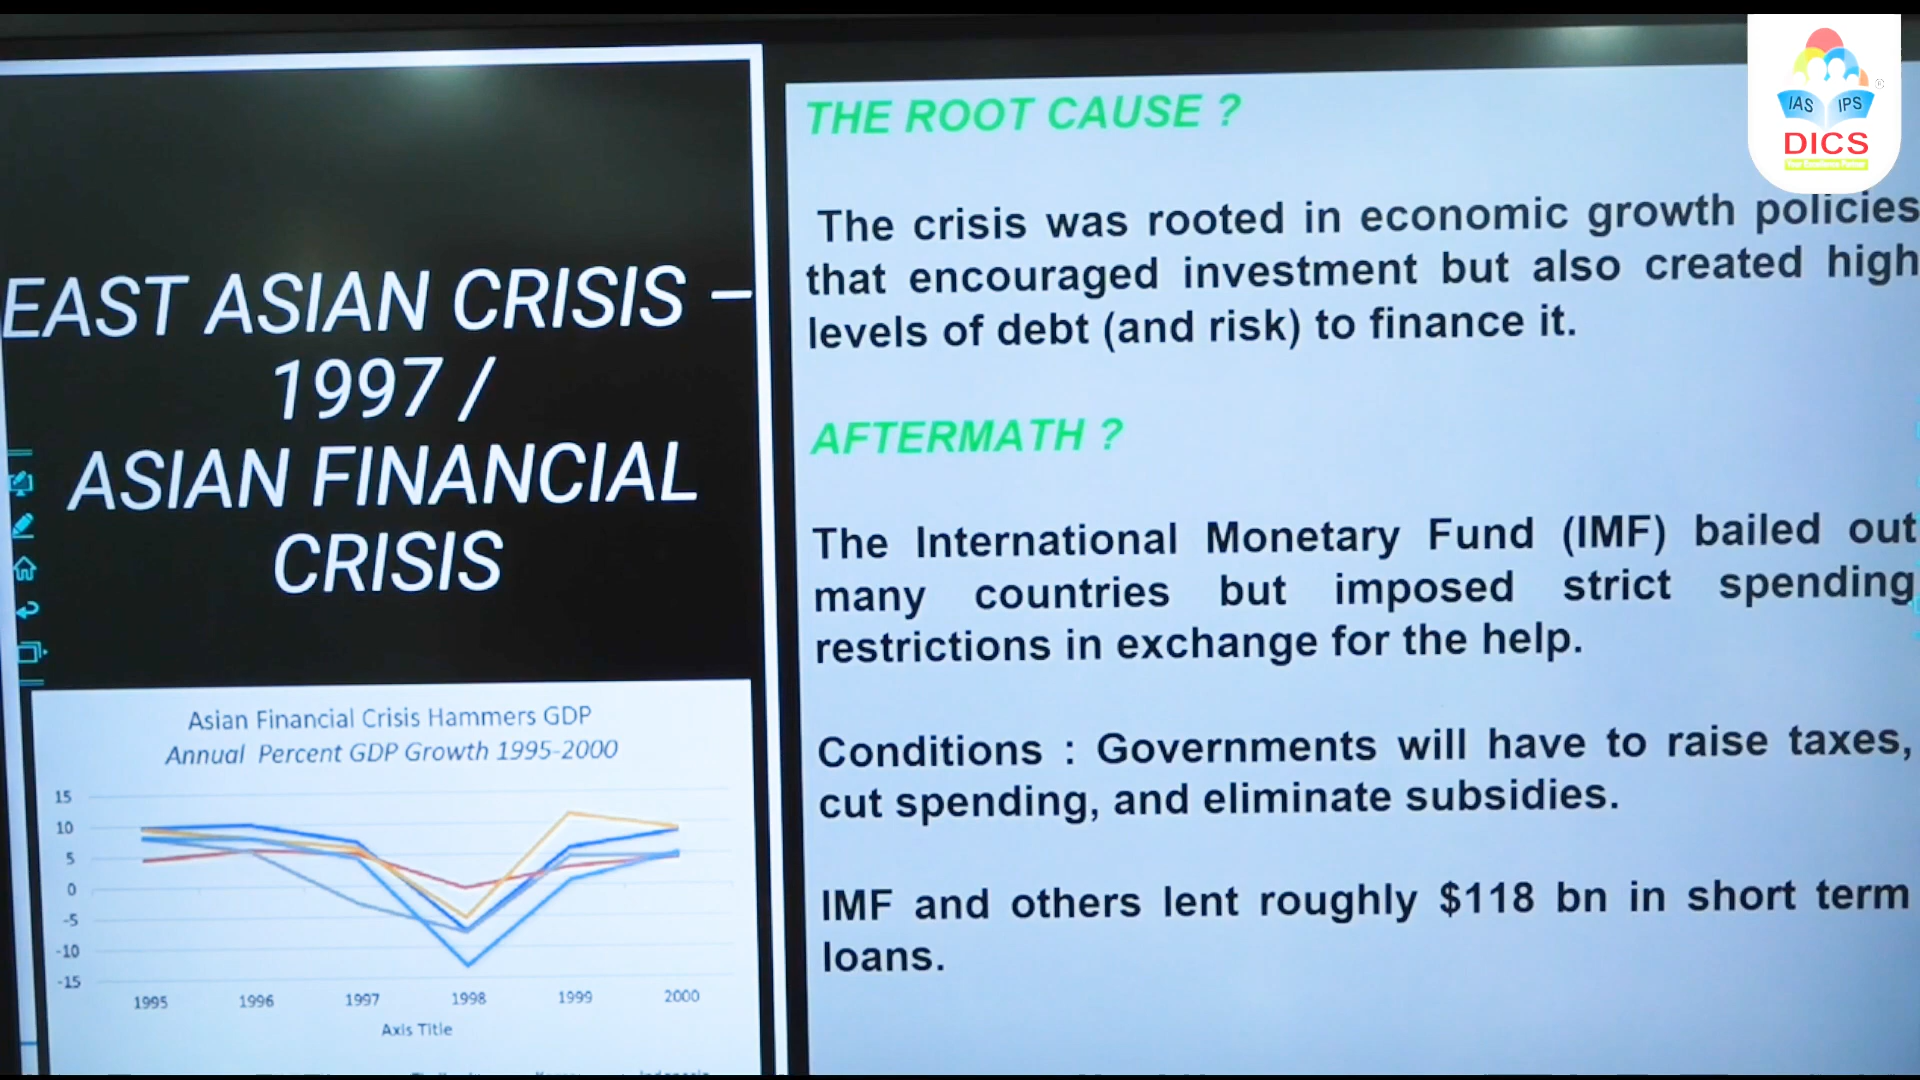 EAST ASIAN CRISIS –
1997 /
ASIAN FINANCIAL
CRISIS
Asian Financial Crisis Hammers GDP
Annual Percent GDP Growth 1995-2000
15
10
5
0
-5
-10
-15
1995 1996 1997 1998 1999 2000
Axis Title
THE ROOT CAUSE ?
The crisis was rooted in economic growth policies
that encouraged investment but also created high
levels of debt (and risk) to finance it.
AFTERMATH ?
The International Monetary Fund (IMF) bailed out
many countries but imposed strict spending
restrictions in exchange for the help.
Conditions : Governments will have to raise taxes,
cut spending, and eliminate subsidies.
IMF and others lent roughly $118 bn in short term
loans.
IAS IPS
DICS